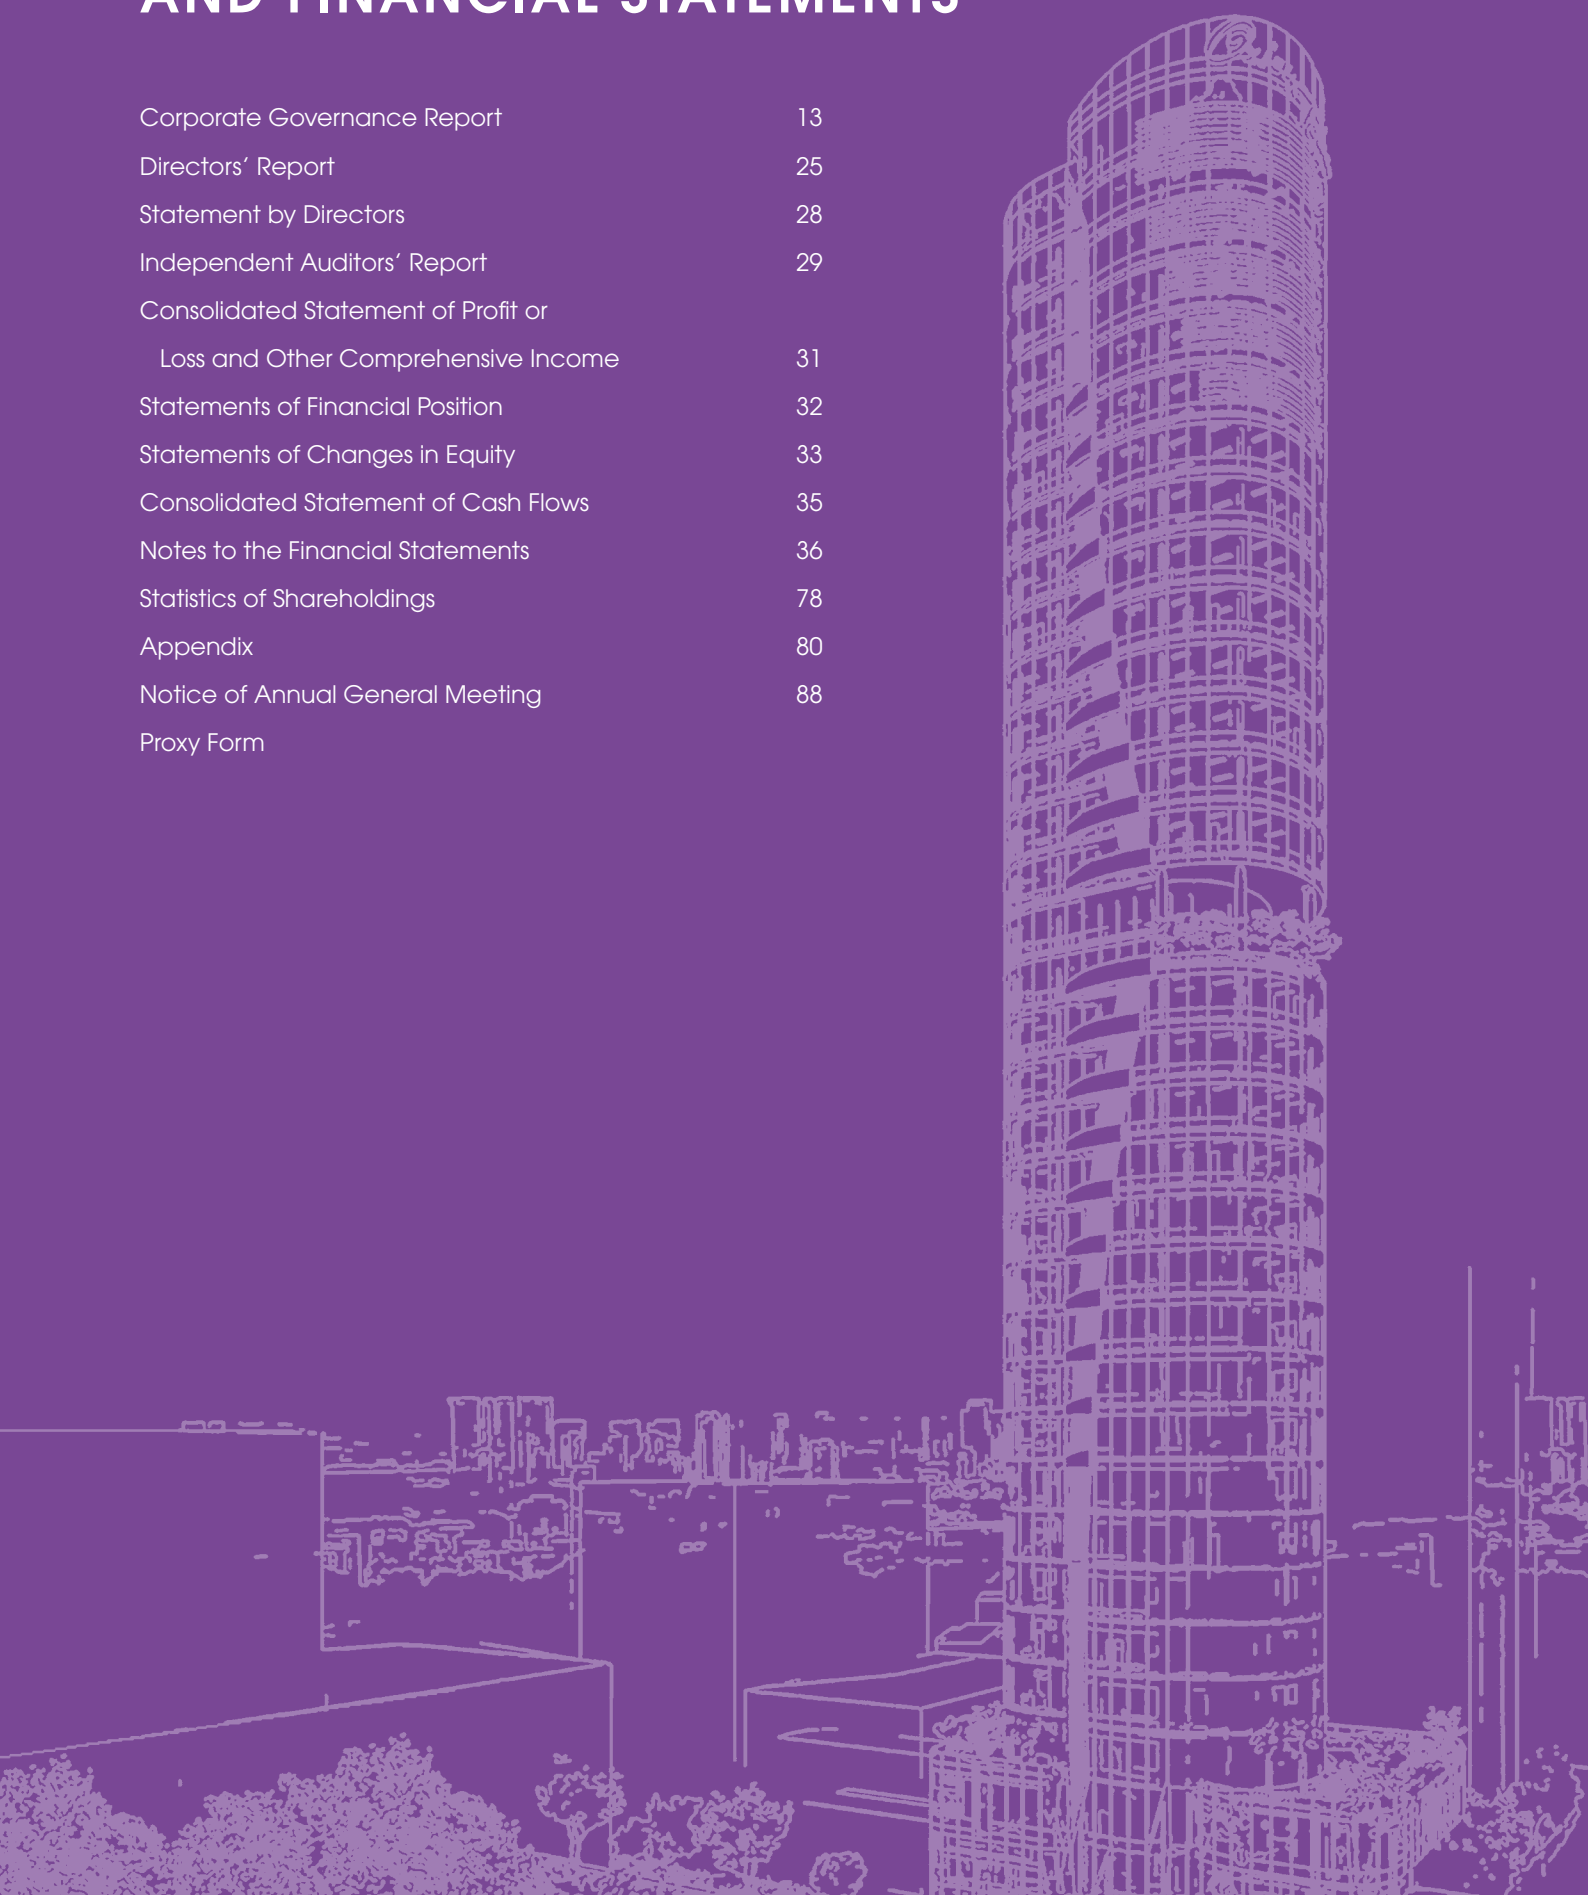 AND FINANCIAL STATEMENTS
Corporate Governance Report 13
Directors’ Report 25
Statement by Directors 28
Independent Auditors’ Report 29
Consolidated Statement of Profit or
Loss and Other Comprehensive Income 31
Statements of Financial Position 32
Statements of Changes in Equity 33
Consolidated Statement of Cash Flows 35
Notes to the Financial Statements 36
Statistics of Shareholdings 78
Appendix 80
Notice of Annual General Meeting 88
Proxy Form